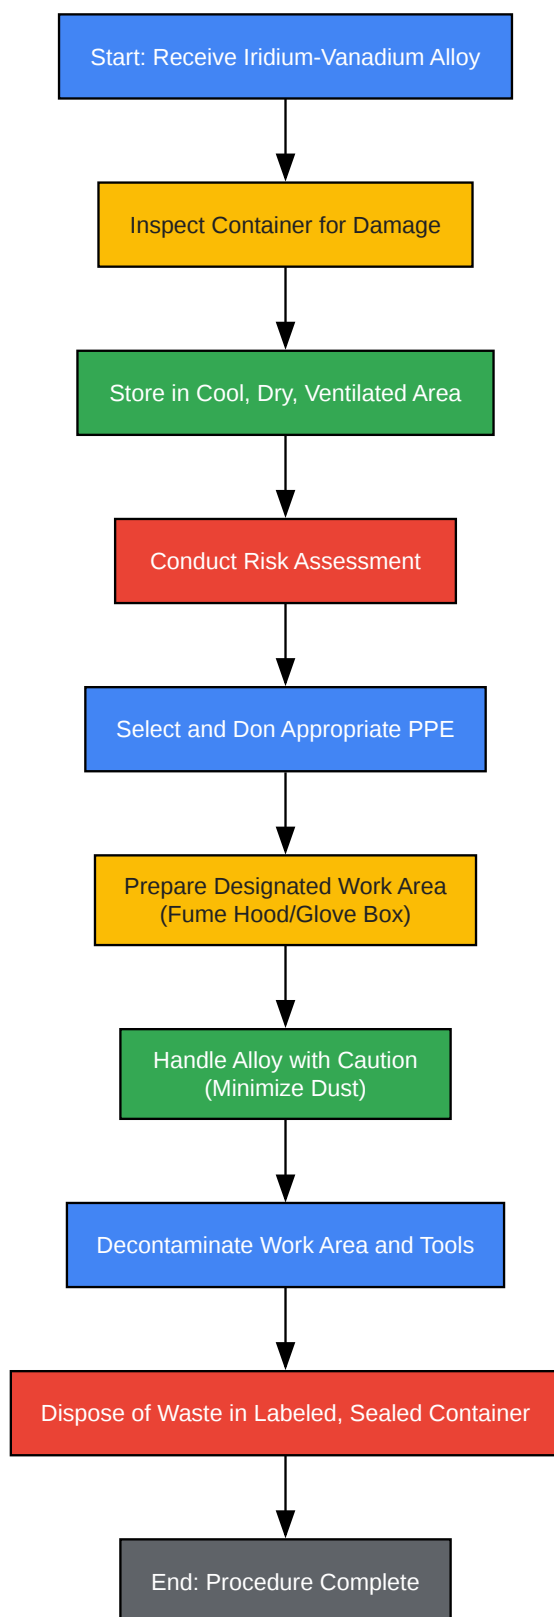 Start: Receive Iridium-Vanadium Alloy
Inspect Container for Damage
Store in Cool, Dry, Ventilated Area
Conduct Risk Assessment
Select and Don Appropriate PPE
Prepare Designated Work Area
(Fume Hood/Glove Box)
Handle Alloy with Caution
(Minimize Dust)
Decontaminate Work Area and Tools
Dispose of Waste in Labeled, Sealed Container
End: Procedure Complete